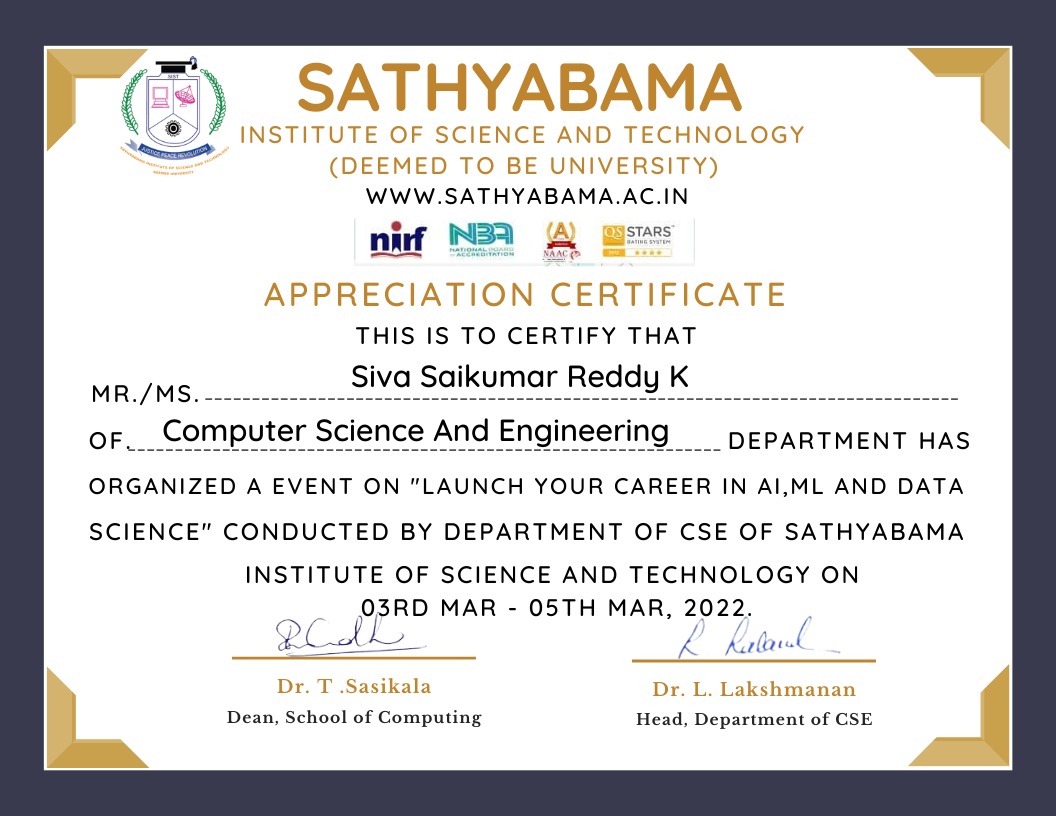 SIST
JUSTICE PEACE REVOLUTION
SATHYABAMA
INSTITUTE OF SCIENCE AND TECHNOLOGY
(DEEMED TO BE UNIVERSITY)
WWW.SATHYABAMA.AC.IN
nirf NBA NATIONAL BOARD OF ACCREDITATION A NAAC QS STARS RATING SYSTEM
APPRECIATION CERTIFICATE
THIS IS TO CERTIFY THAT
MR./MS. Siva Saikumar Reddy K
OF. Computer Science And Engineering DEPARTMENT HAS
ORGANIZED A EVENT ON "LAUNCH YOUR CAREER IN AI,ML AND DATA
SCIENCE" CONDUCTED BY DEPARTMENT OF CSE OF SATHYABAMA
INSTITUTE OF SCIENCE AND TECHNOLOGY ON
03RD MAR - 05TH MAR, 2022.
Dr. T .Sasikala Dr. L. Lakshmanan
Dean, School of Computing Head, Department of CSE